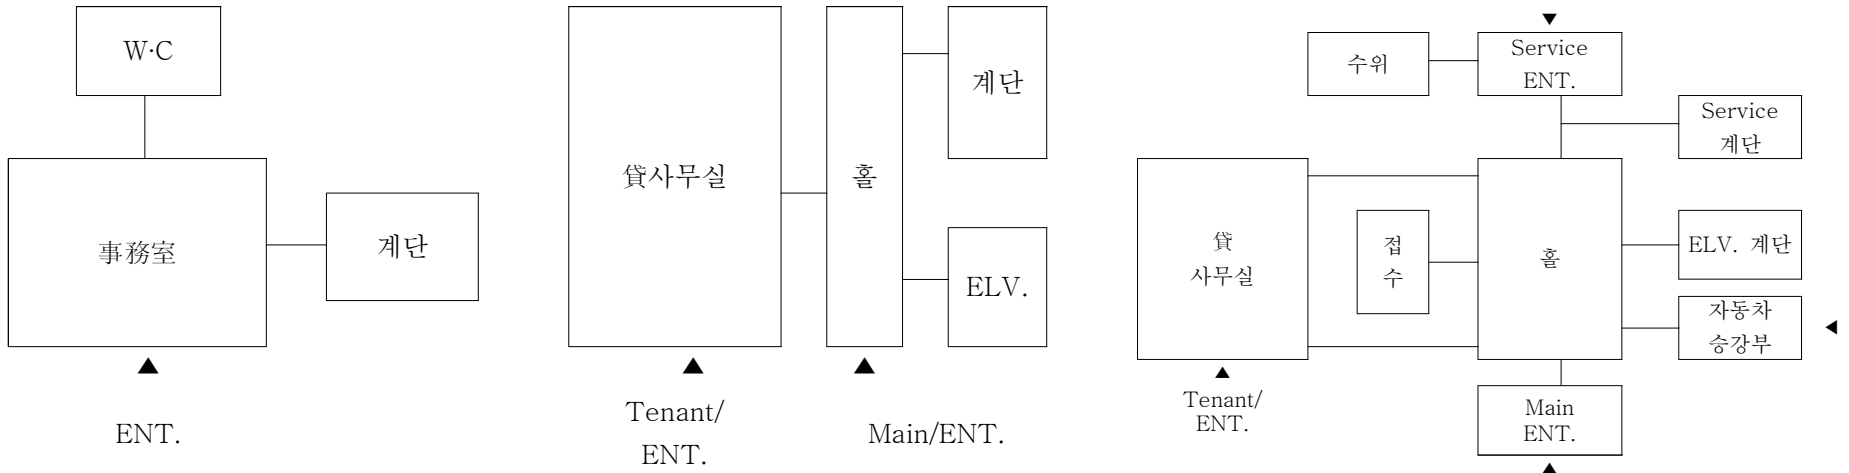 W·C
事務室
계단
ENT.
貸사무실
홀
계단
ELV.
Tenant/
ENT.
Main/ENT.
수위
Service
ENT.
Service
계단
貸
사무실
접
수
홀
ELV. 계단
자동차
승강부
Tenant/
ENT.
Main
ENT.